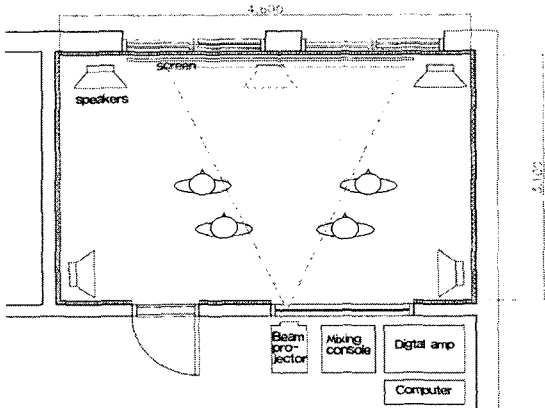 4,600
screen
speakers
Beam
pro-
jector
Mixing
console
Digtal amp
Computer